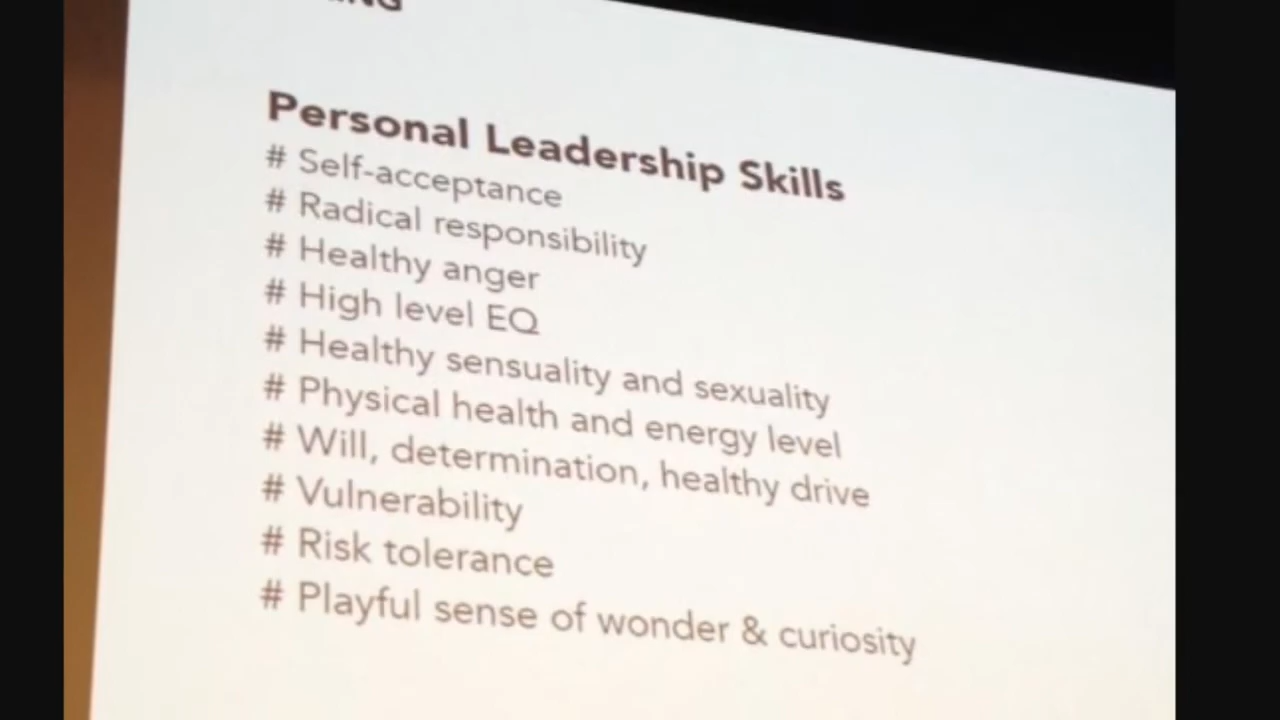 Personal Leadership Skills
# Self-acceptance
# Radical responsibility
# Healthy anger
# High level EQ
# Healthy sensuality and sexuality
# Physical health and energy level
# Will, determination, healthy drive
# Vulnerability
# Risk tolerance
# Playful sense of wonder & curiosity